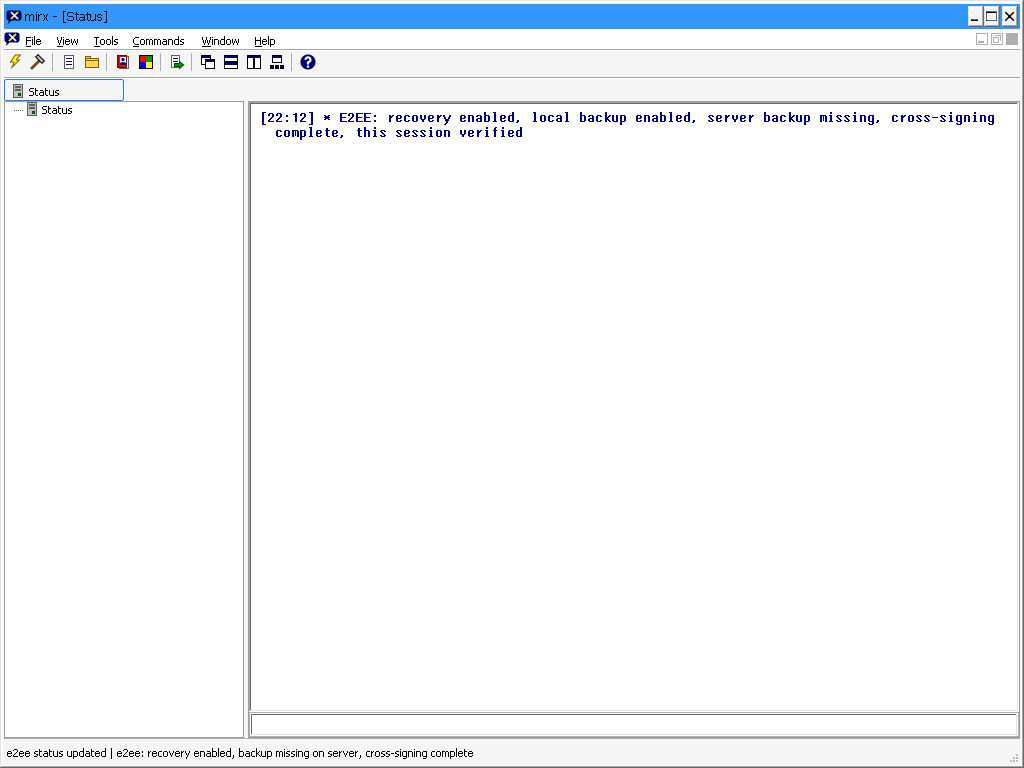 mirx - [Status]
File View Tools Commands Window Help
Status
Status
[22:12] * E2EE: recovery enabled, local backup enabled, server backup missing, cross-signing
complete, this session verified
e2ee status updated | e2ee: recovery enabled, backup missing on server, cross-signing complete